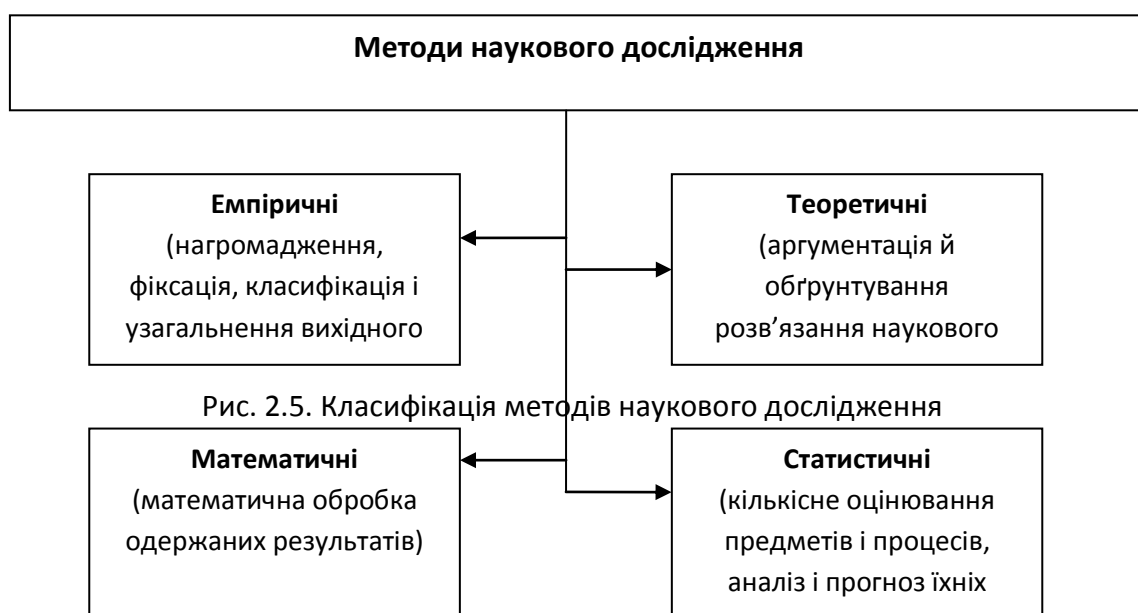 Методи наукового дослідження
Емпіричні
(нагромадження,
фіксація, класифікація і
узагальнення вихідного
Теоретичні
(аргументація й
обґрунтування
розв’язання наукового
Рис. 2.5. Класифікація методів наукового дослідження
Математичні
(математична обробка
одержаних результатів)
Статистичні
(кількісне оцінювання
предметів і процесів,
аналіз і прогноз їхніх